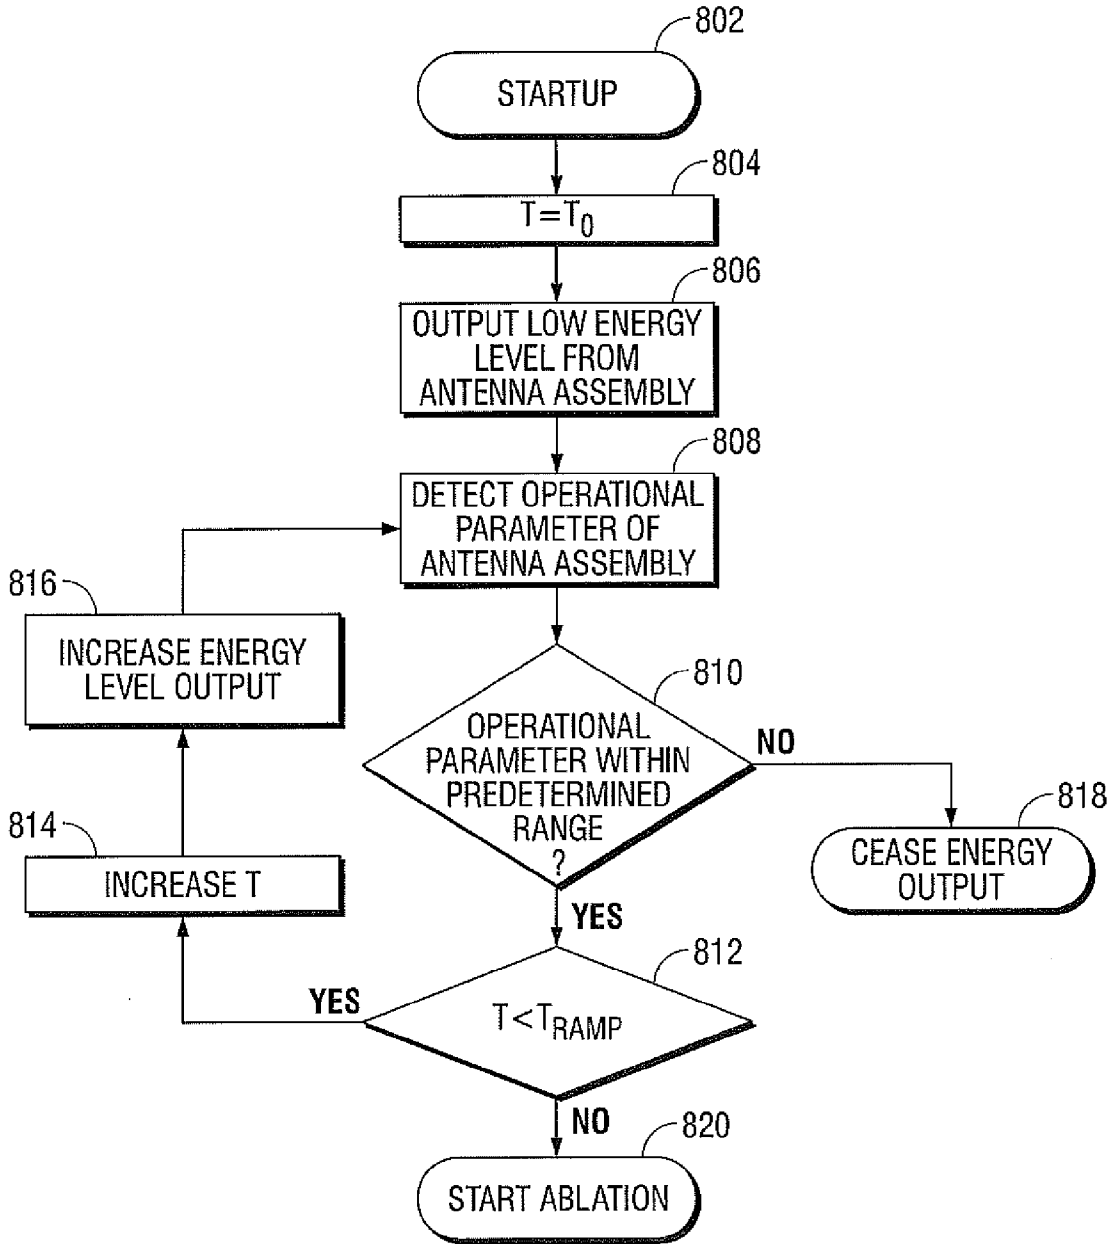 802
STARTUP
804
T=T0
806
OUTPUT LOW ENERGY
LEVEL FROM
ANTENNA ASSEMBLY
808
DETECT OPERATIONAL
PARAMETER OF
ANTENNA ASSEMBLY
816
INCREASE ENERGY
LEVEL OUTPUT
810
OPERATIONAL
PARAMETER WITHIN
PREDETERMINED
RANGE
?
NO
818
CEASE ENERGY
OUTPUT
814
INCREASE T
YES
812
T<TRAMP
YES
NO
820
START ABLATION